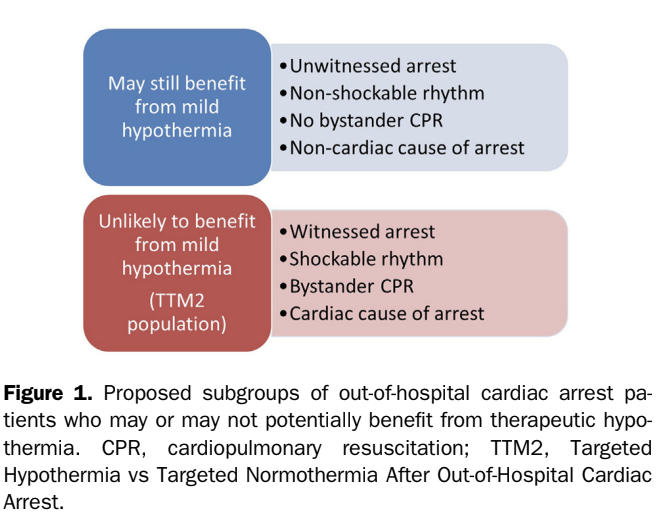 May still benefit
from mild
hypothermia
•Unwitnessed arrest
•Non-shockable rhythm
•No bystander CPR
•Non-cardiac cause of arrest
Unlikely to benefit
from mild
hypothermia
(TTM2
population)
•Witnessed arrest
•Shockable rhythm
•Bystander CPR
•Cardiac cause of arrest
Figure 1. Proposed subgroups of out-of-hospital cardiac arrest pa-
tients who may or may not potentially benefit from therapeutic hypo-
thermia. CPR, cardiopulmonary resuscitation; TTM2, Targeted
Hypothermia vs Targeted Normothermia After Out-of-Hospital Cardiac
Arrest.